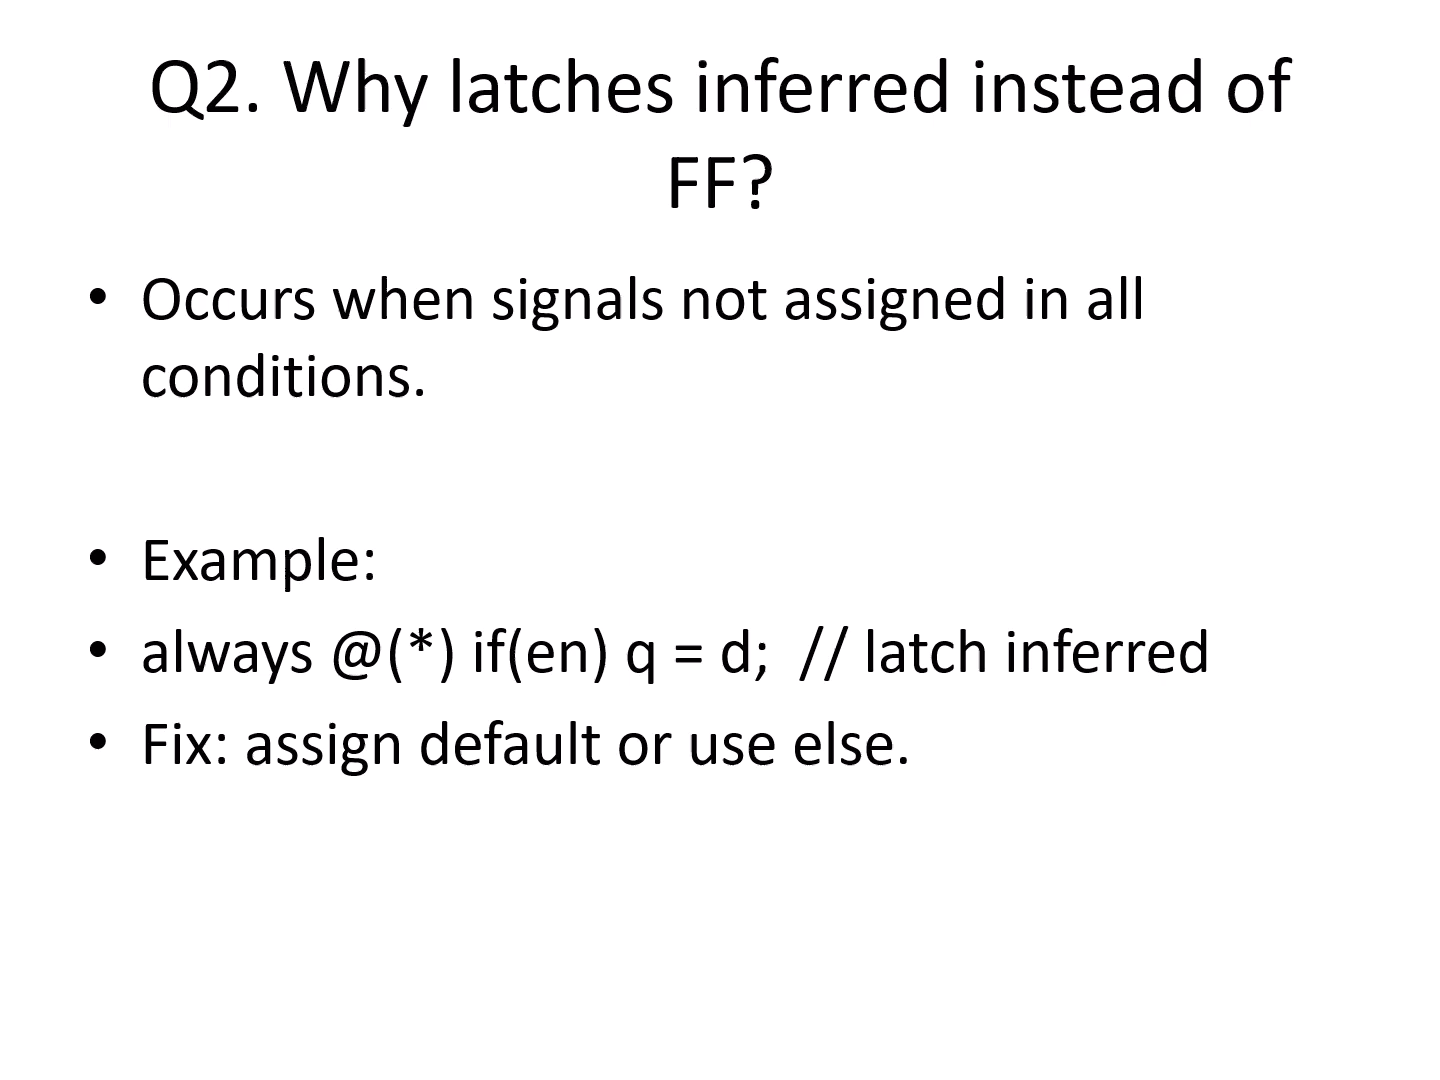 Q2. Why latches inferred instead of
FF?
• Occurs when signals not assigned in all
conditions.
• Example:
• always @(*) if(en) q = d;  // latch inferred
• Fix: assign default or use else.